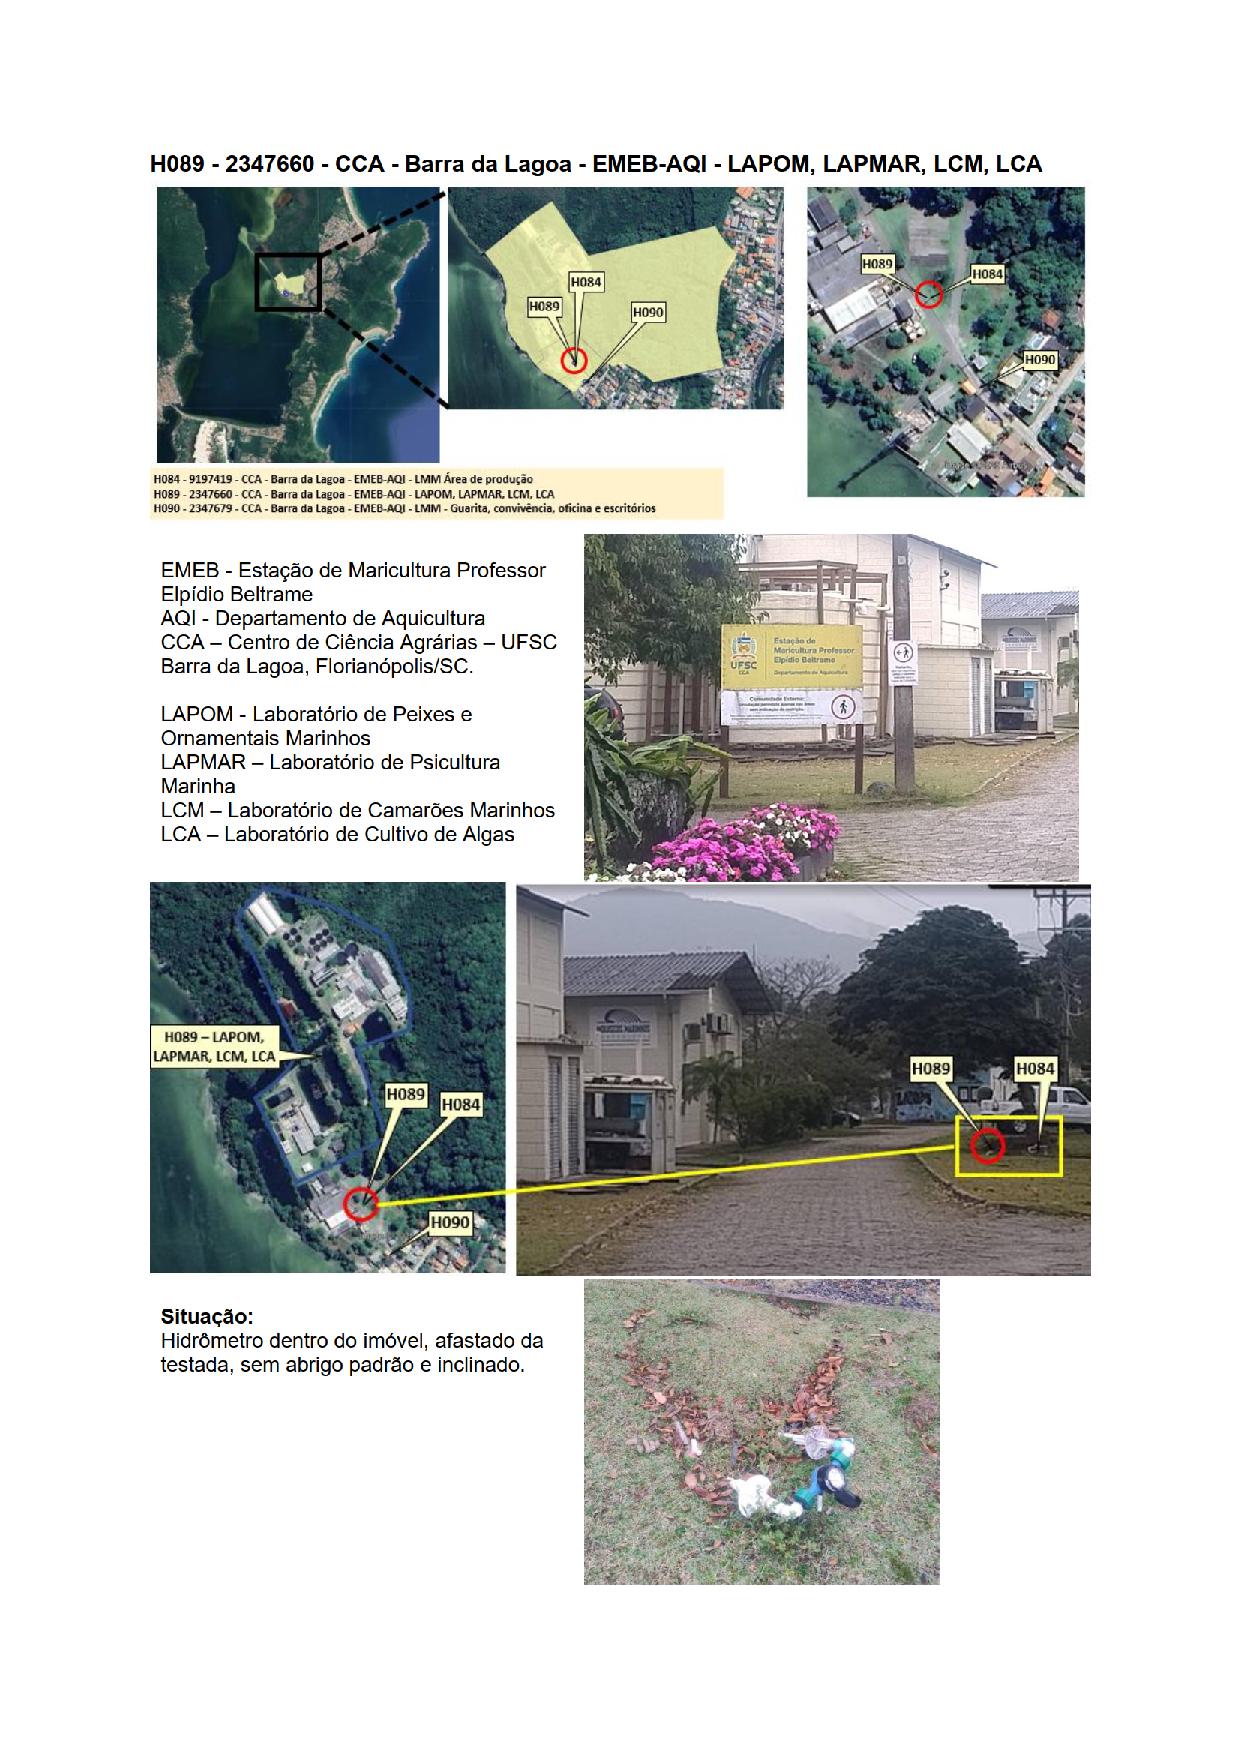 H089 - 2347660 - CCA - Barra da Lagoa - EMEB-AQI - LAPOM, LAPMAR, LCM, LCA
H084
H089
H090
H089
H084
H090
H084 - 9197419 - CCA - Barra da Lagoa - EMEB-AQI - LMM Área de produção
H089 - 2347660 - CCA - Barra da Lagoa - EMEB-AQI - LAPOM, LAPMAR, LCM, LCA
H090 - 2347679 - CCA - Barra da Lagoa - EMEB-AQI - LMM - Guarita, convivência, oficina e escritórios
EMEB - Estação de Maricultura Professor
Elpídio Beltrame
AQI - Departamento de Aquicultura
CCA – Centro de Ciência Agrárias – UFSC
Barra da Lagoa, Florianópolis/SC.
LAPOM - Laboratório de Peixes e
Ornamentais Marinhos
LAPMAR – Laboratório de Psicultura
Marinha
LCM – Laboratório de Camarões Marinhos
LCA – Laboratório de Cultivo de Algas
UFSC
CCA
Estação de
Maricultura Professor
Elpídio Beltrame
Departamento de Aquicultura
Comunidade Externa:
H089 – LAPOM,
LAPMAR, LCM, LCA
H089
H084
H090
MOLUSCOS MARINHOS
H089
H084
Situação:
Hidrômetro dentro do imóvel, afastado da
testada, sem abrigo padrão e inclinado.